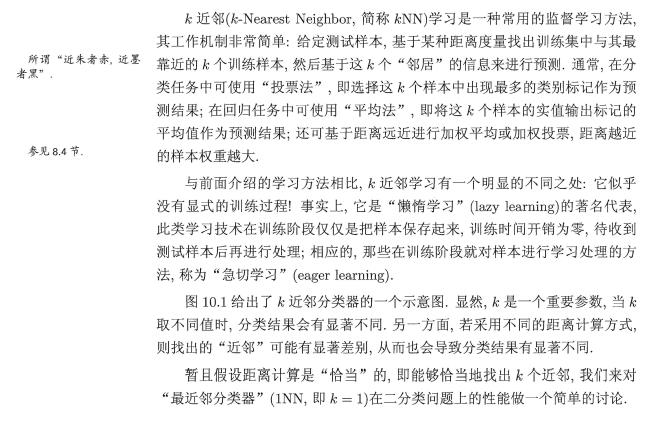 k 近邻(k-Nearest Neighbor, 简称 kNN)学习是一种常用的监督学习方法,
其工作机制非常简单: 给定测试样本, 基于某种距离度量找出训练集中与其最
所谓“近朱者赤, 近墨
者黑”.
靠近的 k 个训练样本, 然后基于这 k 个“邻居”的信息来进行预测. 通常, 在分
类任务中可使用“投票法”, 即选择这 k 个样本中出现最多的类别标记作为预
测结果; 在回归任务中可使用“平均法”, 即将这 k 个样本的实值输出标记的
参见 8.4 节.
平均值作为预测结果; 还可基于距离远近进行加权平均或加权投票, 距离越近
的样本权重越大.
与前面介绍的学习方法相比, k 近邻学习有一个明显的不同之处: 它似乎
没有显式的训练过程! 事实上, 它是“懒惰学习”(lazy learning)的著名代表,
此类学习技术在训练阶段仅仅是把样本保存起来, 训练时间开销为零, 待收到
测试样本后再进行处理; 相应的, 那些在训练阶段就对样本进行学习处理的方
法, 称为“急切学习”(eager learning).
图 10.1 给出了 k 近邻分类器的一个示意图. 显然, k 是一个重要参数, 当 k
取不同值时, 分类结果会有显著不同. 另一方面, 若采用不同的距离计算方式,
则找出的“近邻”可能有显著差别, 从而也会导致分类结果有显著不同.
暂且假设距离计算是“恰当”的, 即能够恰当地找出 k 个近邻, 我们来对
“最近邻分类器”(1NN, 即 k = 1)在二分类问题上的性能做一个简单的讨论.